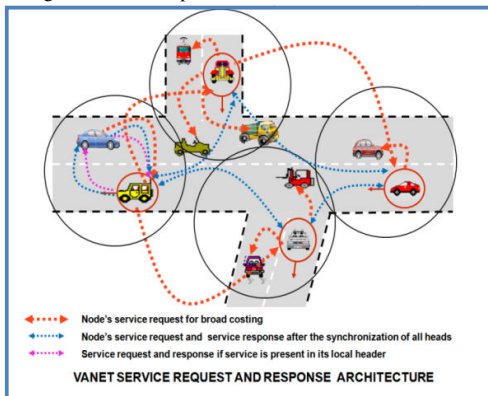 Node's service request for broad costing
Node's service request and service response after the synchronization of all heads
Service request and response if service is present in its local header
VANET SERVICE REQUEST AND RESPONSE ARCHITECTURE